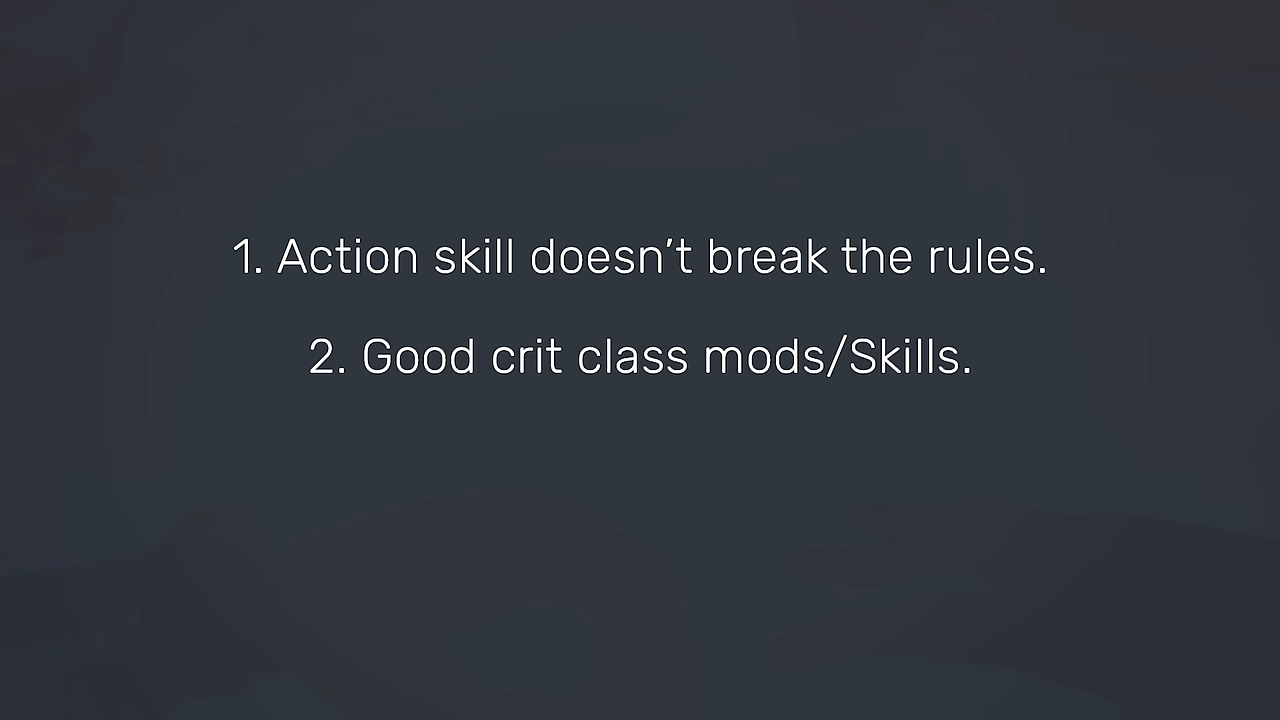 1. Action skill doesn’t break the rules.
2. Good crit class mods/Skills.